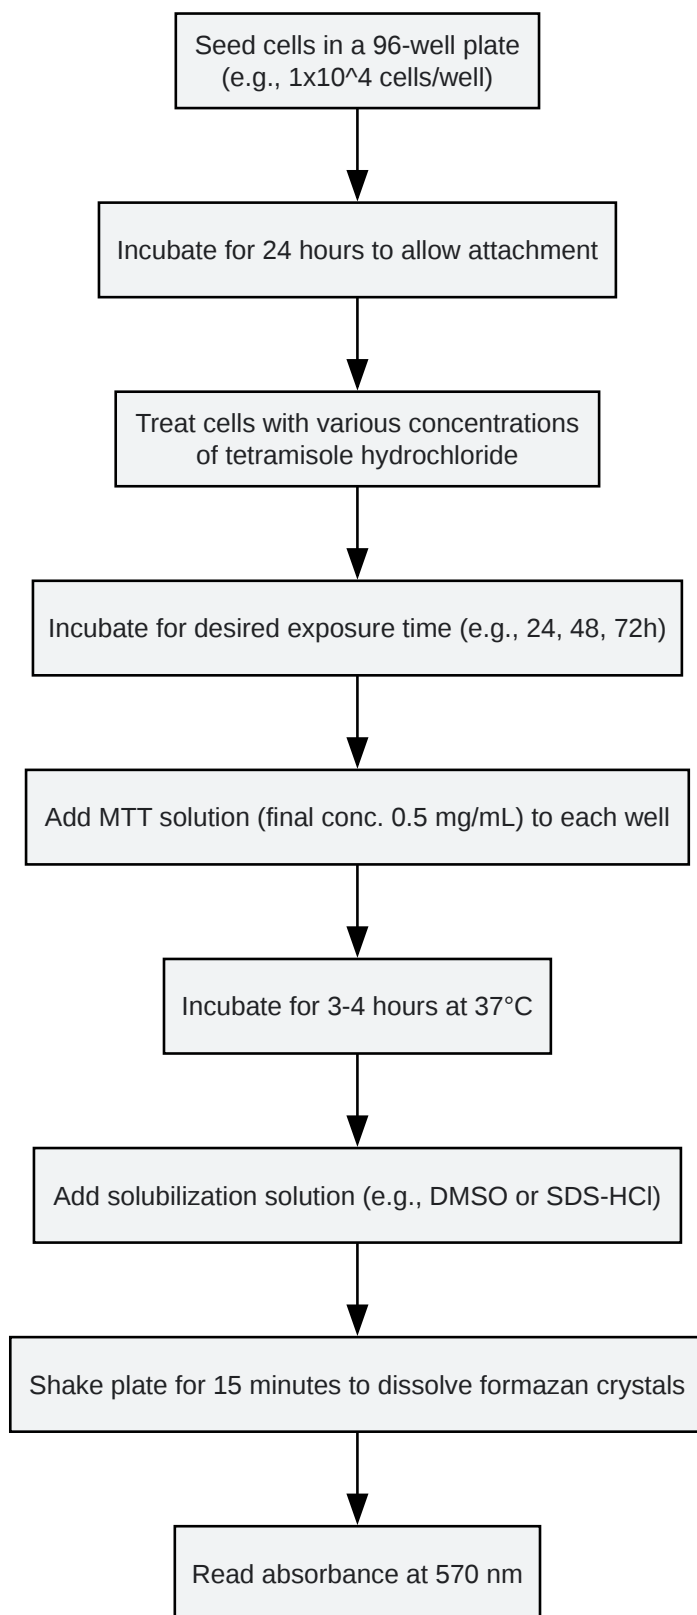 Seed cells in a 96-well plate
(e.g., 1x10^4 cells/well)
Incubate for 24 hours to allow attachment
Treat cells with various concentrations
of tetramisole hydrochloride
Incubate for desired exposure time (e.g., 24, 48, 72h)
Add MTT solution (final conc. 0.5 mg/mL) to each well
Incubate for 3-4 hours at 37°C
Add solubilization solution (e.g., DMSO or SDS-HCl)
Shake plate for 15 minutes to dissolve formazan crystals
Read absorbance at 570 nm